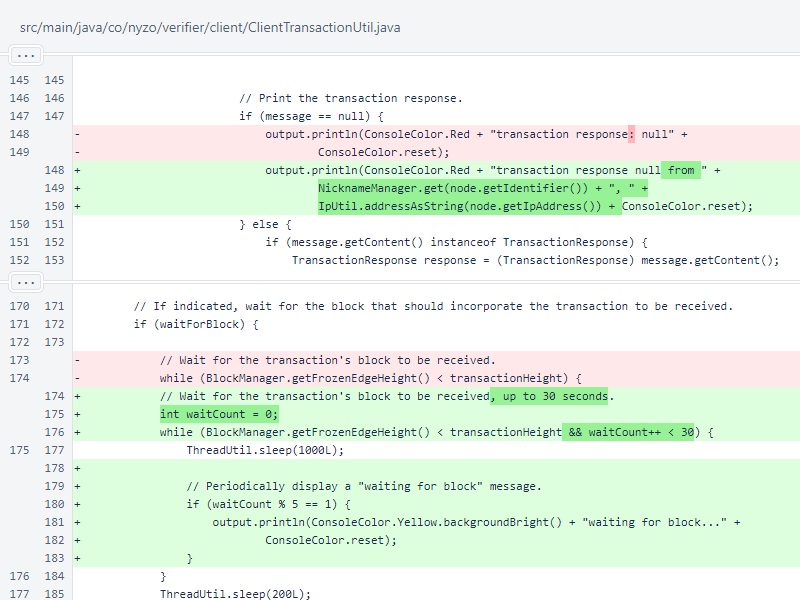 src/main/java/co/nyzo/verifier/client/ClientTransactionUtil.java
...
145 145
146 146 // Print the transaction response.
147 147 if (message == null) {
148 - output.println(ConsoleColor.Red + "transaction response: null" +
149 - ConsoleColor.reset);
148 + output.println(ConsoleColor.Red + "transaction response null from " +
149 + NicknameManager.get(node.getIdentifier()) + ", " +
150 + IpUtil.addressAsString(node.getIpAddress()) + ConsoleColor.reset);
150 151 } else {
151 152 if (message.getContent() instanceof TransactionResponse) {
152 153 TransactionResponse response = (TransactionResponse) message.getContent();
...
170 171 // If indicated, wait for the block that should incorporate the transaction to be received.
171 172 if (waitForBlock) {
172 173
173 - // Wait for the transaction's block to be received.
174 - while (BlockManager.getFrozenEdgeHeight() < transactionHeight) {
174 + // Wait for the transaction's block to be received, up to 30 seconds.
175 + int waitCount = 0;
176 + while (BlockManager.getFrozenEdgeHeight() < transactionHeight && waitCount++ < 30) {
175 177 ThreadUtil.sleep(1000L);
178 +
179 + // Periodically display a "waiting for block" message.
180 + if (waitCount % 5 == 1) {
181 + output.println(ConsoleColor.Yellow.backgroundBright() + "waiting for block..." +
182 + ConsoleColor.reset);
183 + }
176 184 }
177 185 ThreadUtil.sleep(200L);